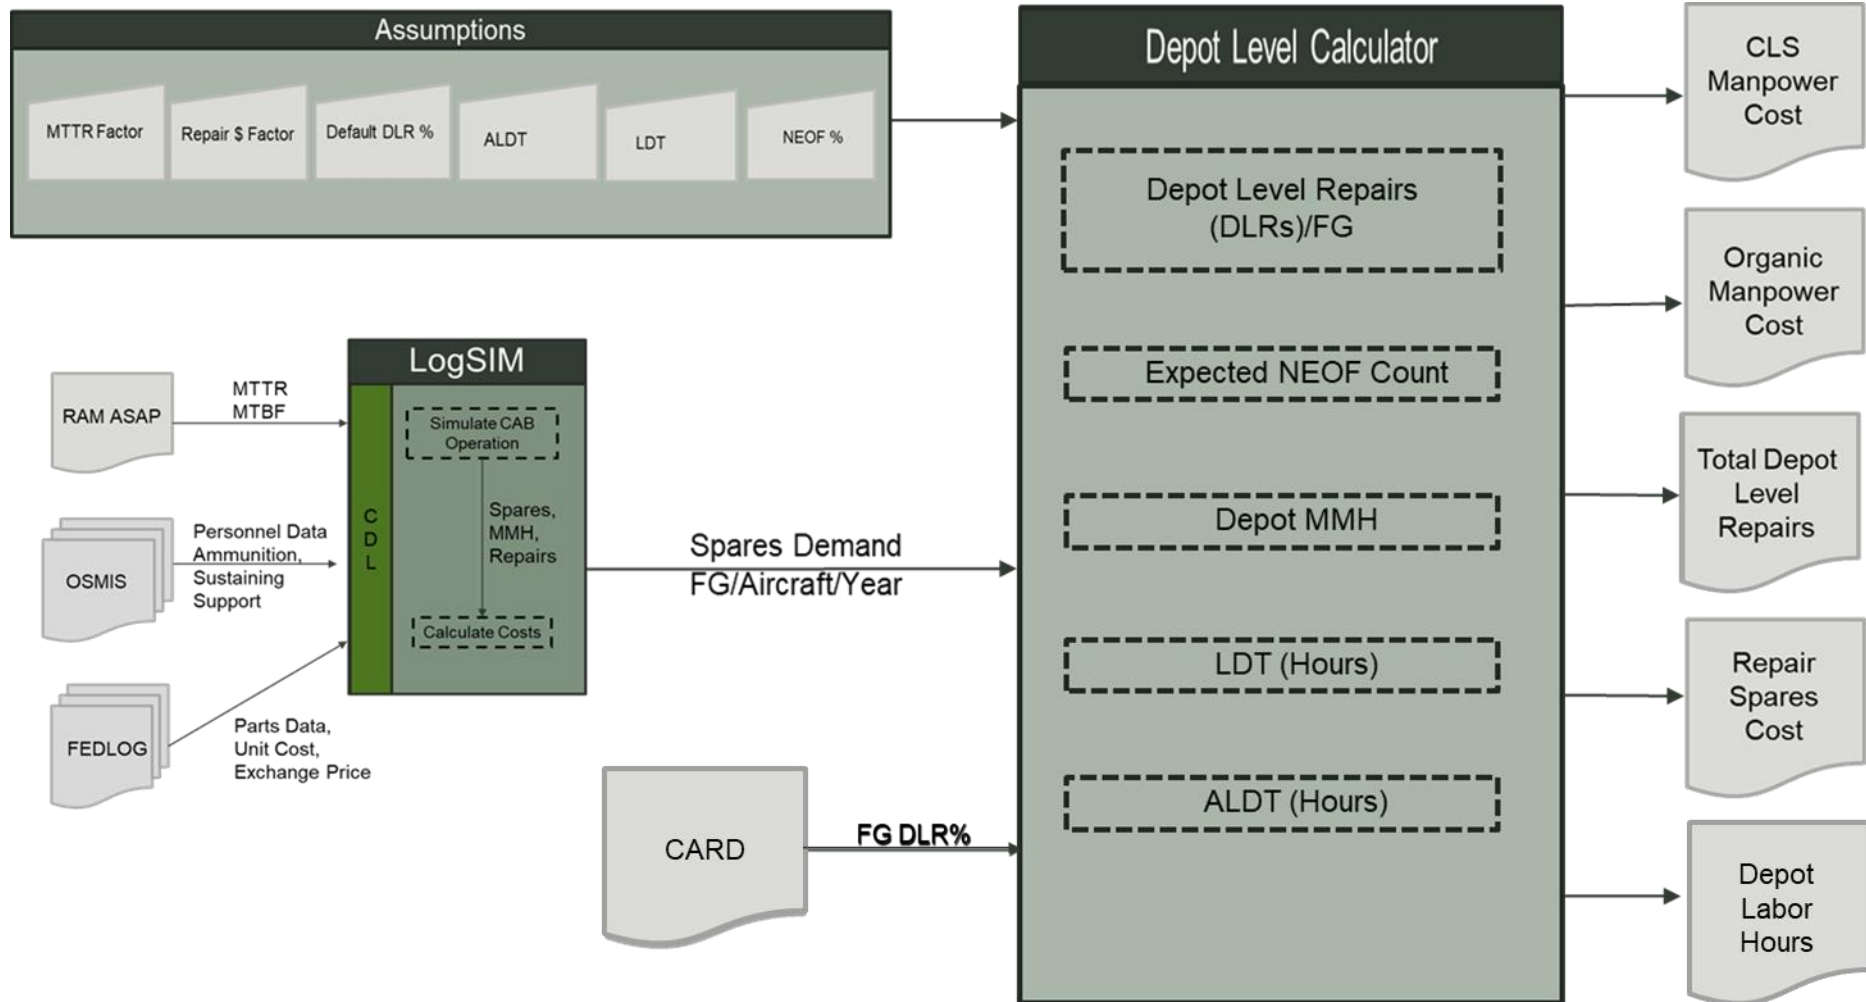 Assumptions
MTTR Factor
Repair $ Factor
Default DLR %
ALDT
LDT
NEOF %
RAM ASAP
MTTR
MTBF
OSMIS
Personnel Data
Ammunition,
Sustaining
Support
FEDLOG
Parts Data,
Unit Cost,
Exchange Price
LogSIM
C
D
L
Simulate CAB
Operation
Spares,
MMH,
Repairs
Calculate Costs
Spares Demand
FG/Aircraft/Year
CARD
FG DLR%
Depot Level Calculator
Depot Level Repairs
(DLRs)/FG
Expected NEOF Count
Depot MMH
LDT (Hours)
ALDT (Hours)
CLS
Manpower
Cost
Organic
Manpower
Cost
Total Depot
Level
Repairs
Repair
Spares
Cost
Depot
Labor
Hours